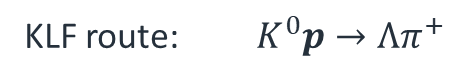 KLF route: K⁰p → Λπ⁺